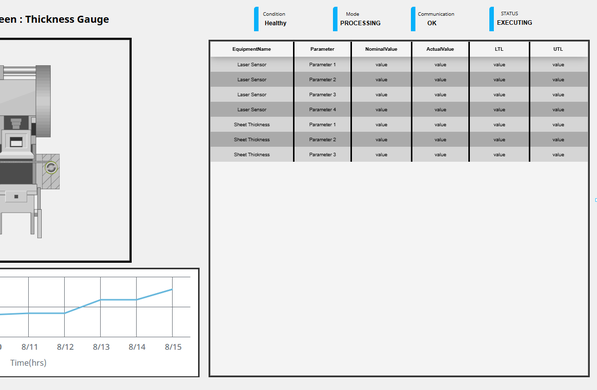 een : Thickness Gauge
Condition
Healthy
Mode
PROCESSING
Communication
OK
STATUS
EXECUTING
EquipmentName Parameter NominalValue ActualValue LTL UTL
Laser Sensor Parameter 1 value value value value
Laser Sensor Parameter 2 value value value value
Laser Sensor Parameter 3 value value value value
Laser Sensor Parameter 4 value value value value
Sheet Thickness Parameter 1 value value value value
Sheet Thickness Parameter 2 value value value value
Sheet Thickness Parameter 3 value value value value
8/11 8/12 8/13 8/14 8/15
Time(hrs)